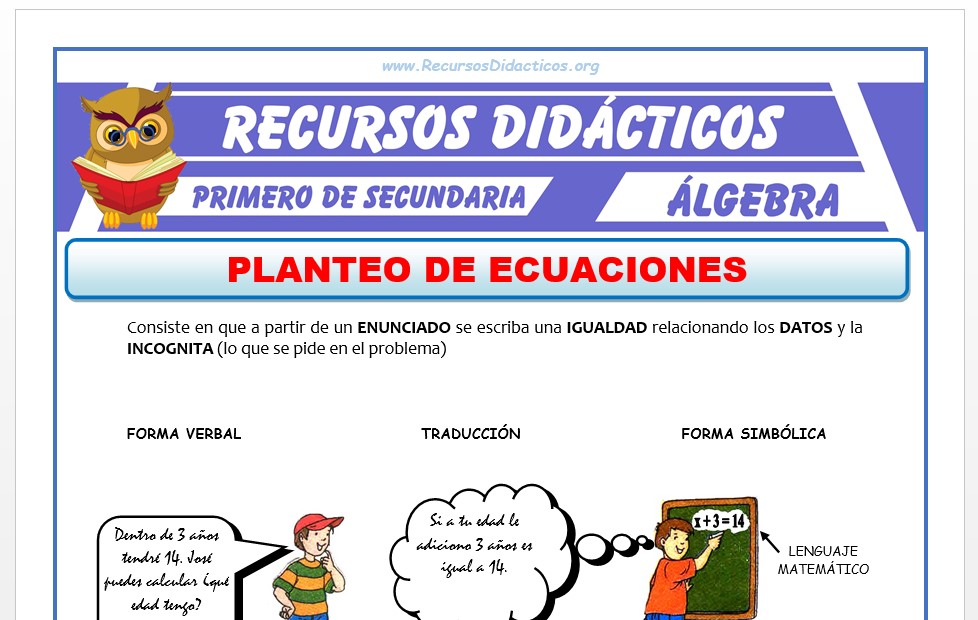 www.RecursosDidacticos.org
RECURSOS DIDÁCTICOS
PRIMERO DE SECUNDARIA
ÁLGEBRA
PLANTEO DE ECUACIONES
Consiste en que a partir de un ENUNCIADO se escriba una IGUALDAD relacionando los DATOS y la
INCOGNITA (lo que se pide en el problema)
FORMA VERBAL
TRADUCCIÓN
FORMA SIMBÓLICA
Dentro de 3 años
tendré 14. José
puedes calcular ¿qué
edad tengo?
Si a tu edad le
adiciono 3 años es
igual a 14.
x+3=14
LENGUAJE
MATEMÁTICO